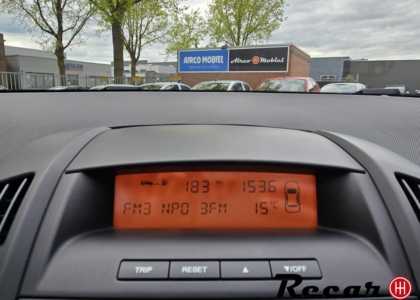 AIRCO MOBIEL Airco Mobiel
183 1536
FM3 NPO 3FM 15°C
TRIP RESET ▲ ▼/OFF
Recar